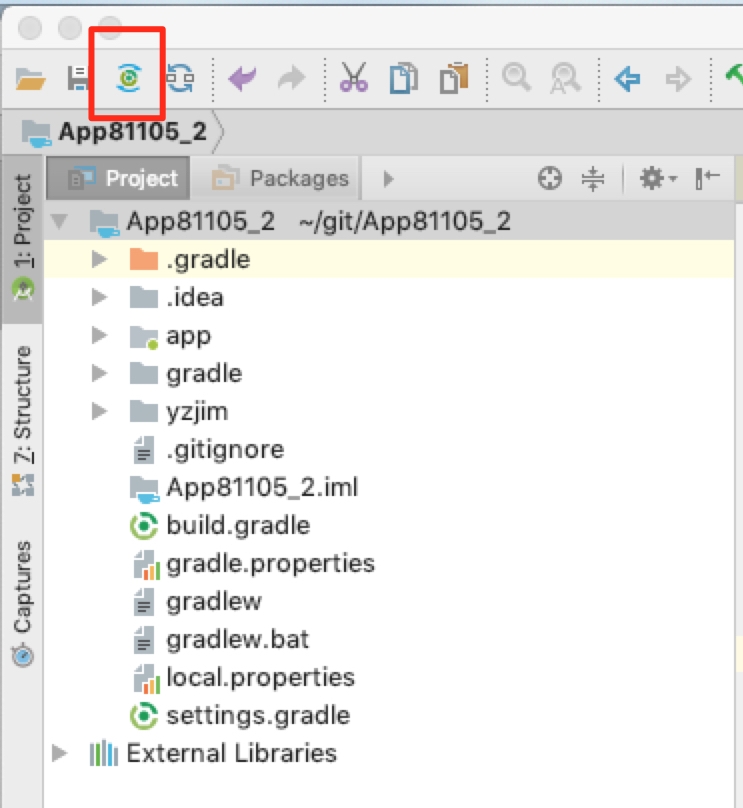 App81105_2
Project
Packages
1: Project
Z: Structure
Captures
App81105_2 ~/git/App81105_2
.gradle
.idea
app
gradle
yzjim
.gitignore
App81105_2.iml
build.gradle
gradle.properties
gradlew
gradlew.bat
local.properties
settings.gradle
External Libraries